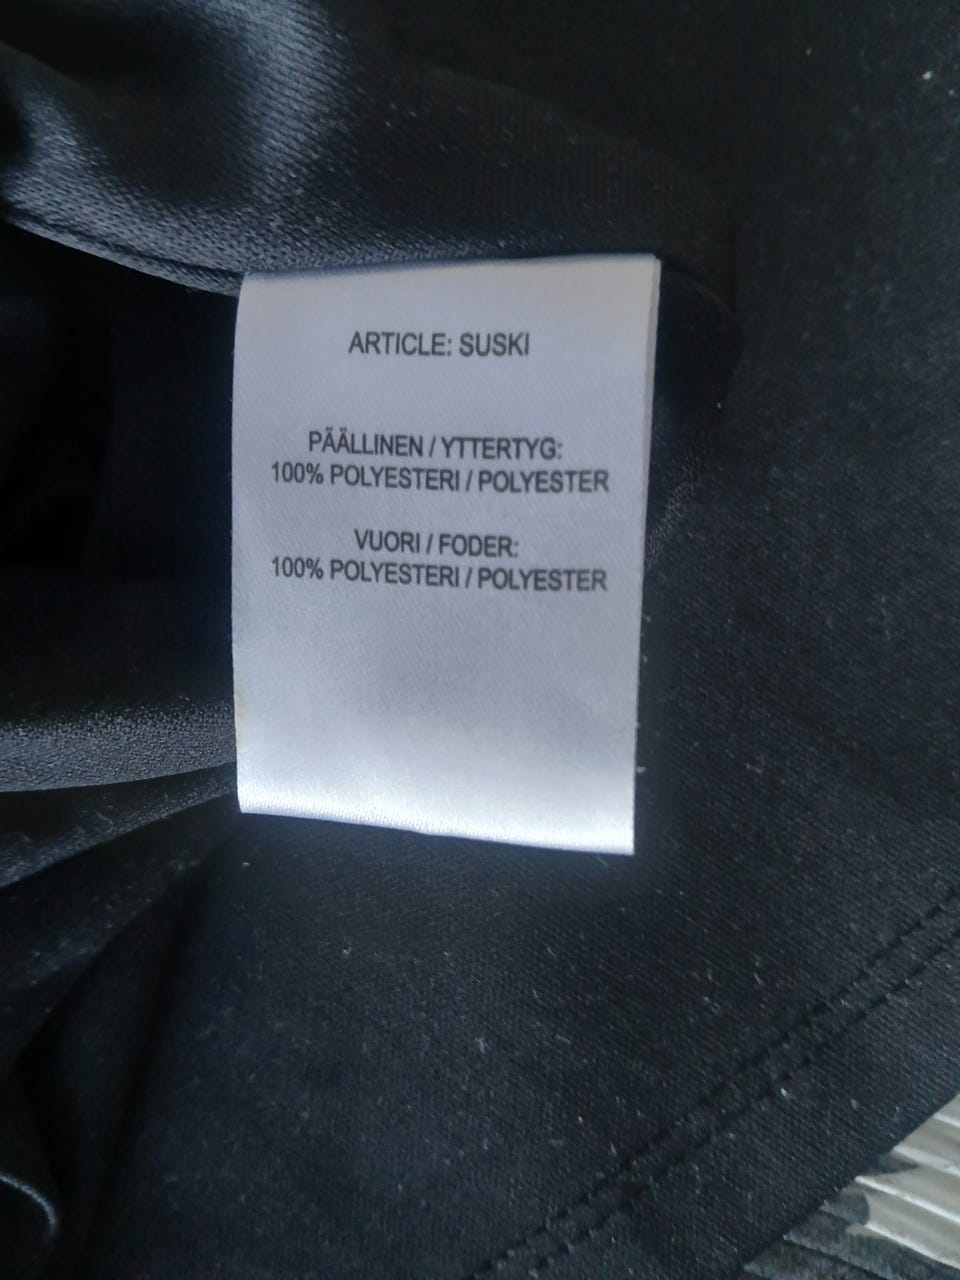 ARTICLE: SUSKI
PÄÄLLINEN / YTTERTYG:
100% POLYESTERI / POLYESTER
VUORI / FODER:
100% POLYESTERI / POLYESTER